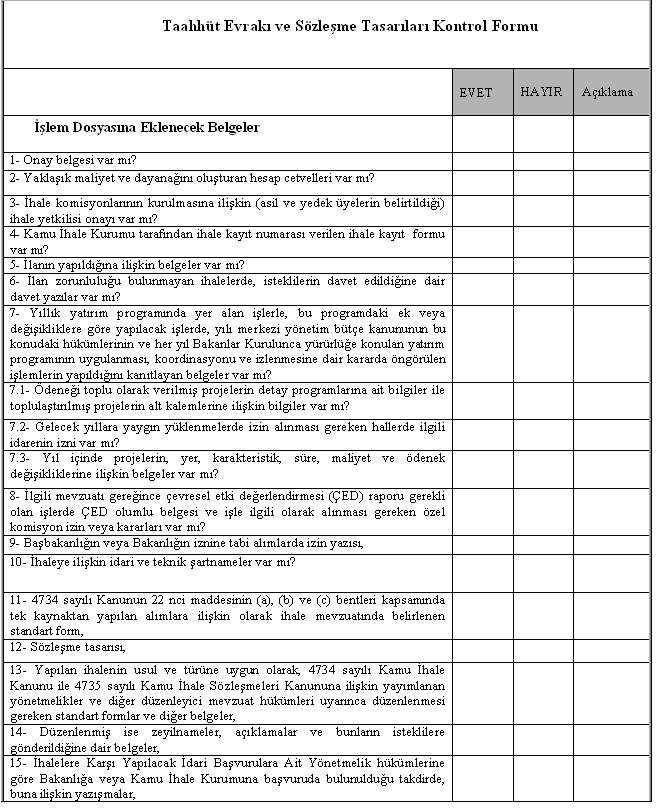 Taahhüt Evrakı ve Sözleşme Tasarıları Kontrol Formu
EVET HAYIR Açıklama
İşlem Dosyasına Eklenecek Belgeler
1- Onay belgesi var mı?
2- Yaklaşık maliyet ve dayanağını oluşturan hesap cetvelleri var mı?
3- İhale komisyonlarının kurulmasına ilişkin (asil ve yedek üyelerin belirtildiği)
ihale yetkilisi onayı var mı?
4- Kamu İhale Kurumu tarafından ihale kayıt numarası verilen ihale kayıt formu
var mı?
5- İlanın yapıldığına ilişkin belgeler var mı?
6- İlan zorunluluğu bulunmayan ihalelerde, isteklilerin davet edildiğine dair
davet yazılar var mı?
7- Yıllık yatırım programında yer alan işlerle, bu programdaki ek veya
değişikliklere göre yapılacak işlerde, yılı merkezi yönetim bütçe kanununun bu
konudaki hükümlerinin ve her yıl Bakanlar Kurulunca yürürlüğe konulan yatırım
programının uygulanması, koordinasyonu ve izlenmesine dair kararda öngörülen
işlemlerin yapıldığını kanıtlayan belgeler var mı?
7.1- Ödeneği toplu olarak verilmiş projelerin detay programlarına ait bilgiler ile
toplulaştırılmış projelerin alt kalemlerine ilişkin bilgiler var mı?
7.2- Gelecek yıllara yaygın yüklenmelerde izin alınması gereken hallerde ilgili
idarenin izni var mı?
7.3- Yıl içinde projelerin, yer, karakteristik, süre, maliyet ve ödenek
değişikliklerine ilişkin belgeler var mı?
8- İlgili mevzuatı gereğince çevresel etki değerlendirmesi (ÇED) raporu gerekli
olan işlerde ÇED olumlu belgesi ve işle ilgili olarak alınması gereken özel
komisyon izin veya kararları var mı?
9- Başbakanlığın veya Bakanlığın iznine tabi alımlarda izin yazısı,
10- İhaleye ilişkin idari ve teknik şartnameler var mı?
11- 4734 sayılı Kanunun 22 nci maddesinin (a), (b) ve (c) bentleri kapsamında
tek kaynaktan yapılan alımlara ilişkin olarak ihale mevzuatında belirlenen
standart form,
12- Sözleşme tasarısı,
13- Yapılan ihalenin usul ve türüne uygun olarak, 4734 sayılı Kamu İhale
Kanunu ile 4735 sayılı Kamu İhale Sözleşmeleri Kanununa ilişkin yayımlanan
yönetmelikler ve diğer düzenleyici mevzuat hükümleri uyarınca düzenlenmesi
gereken standart formlar ve diğer belgeler,
14- Düzenlenmiş ise zeyilnameler, açıklamalar ve bunların isteklilere
gönderildiğine dair belgeler,
15- İhalelere Karşı Yapılacak İdari Başvurulara Ait Yönetmelik hükümlerine
göre Bakanlığa veya Kamu İhale Kurumuna başvuruda bulunulduğu takdirde,
buna ilişkin yazışmalar,